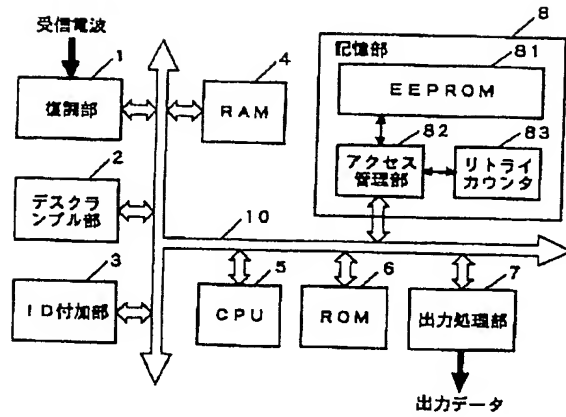 受信電波
1
復調部
4
RAM
8
記憶部
81
EEPROM
82
アクセス
管理部
83
リトライ
カウンタ
2
デスクラ
ンブル部
10
3
ID付加部
5
CPU
6
ROM
7
出力処理部
出力データ